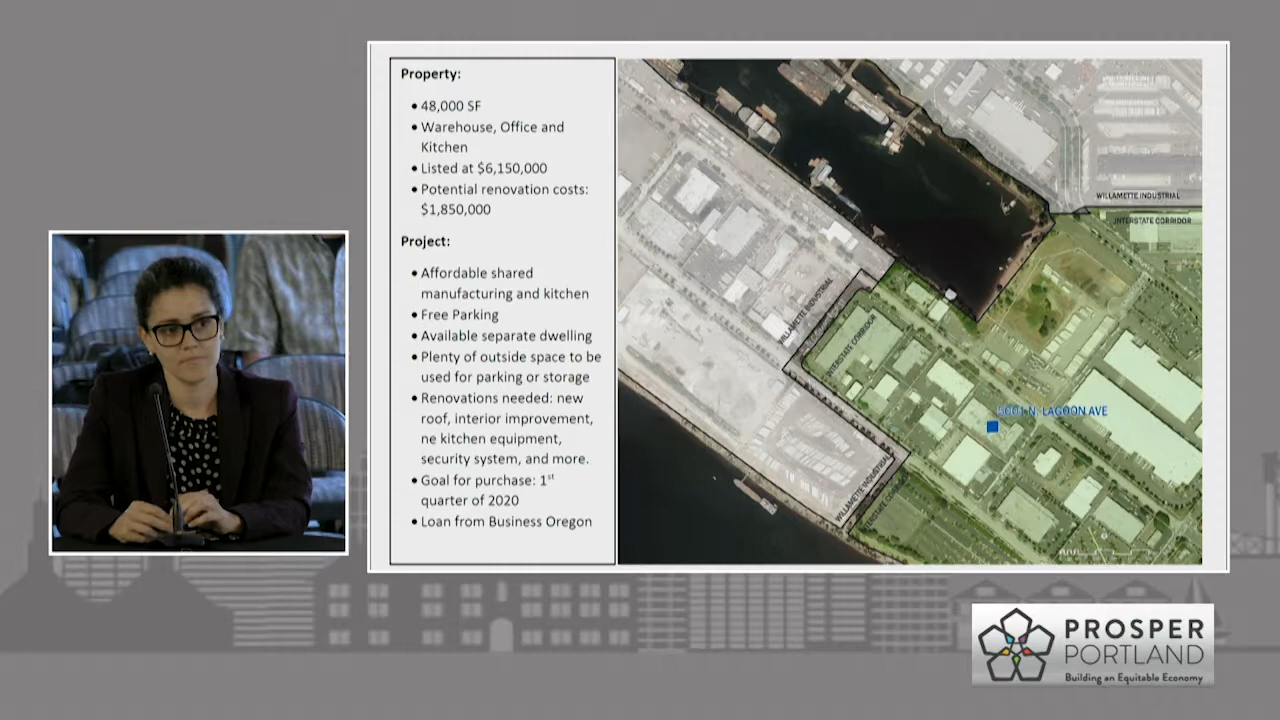 Property:
• 48,000 SF
• Warehouse, Office and
Kitchen
• Listed at $6,150,000
• Potential renovation costs:
$1,850,000
Project:
• Affordable shared
manufacturing and kitchen
• Free Parking
• Available separate dwelling
• Plenty of outside space to be
used for parking or storage
• Renovations needed: new
roof, interior improvement,
ne kitchen equipment,
security system, and more.
• Goal for purchase: 1st
quarter of 2020
• Loan from Business Oregon
WILLAMETTE INDUSTRIAL
INTERSTATE CORRIDOR
WILLAMETTE INDUSTRIAL
INTERSTATE CORRIDOR
5001 N. LAGOON AVE
WILLAMETTE INDUSTRIAL
INTERSTATE CORRIDOR
PROSPER
PORTLAND
Building an Equitable Economy